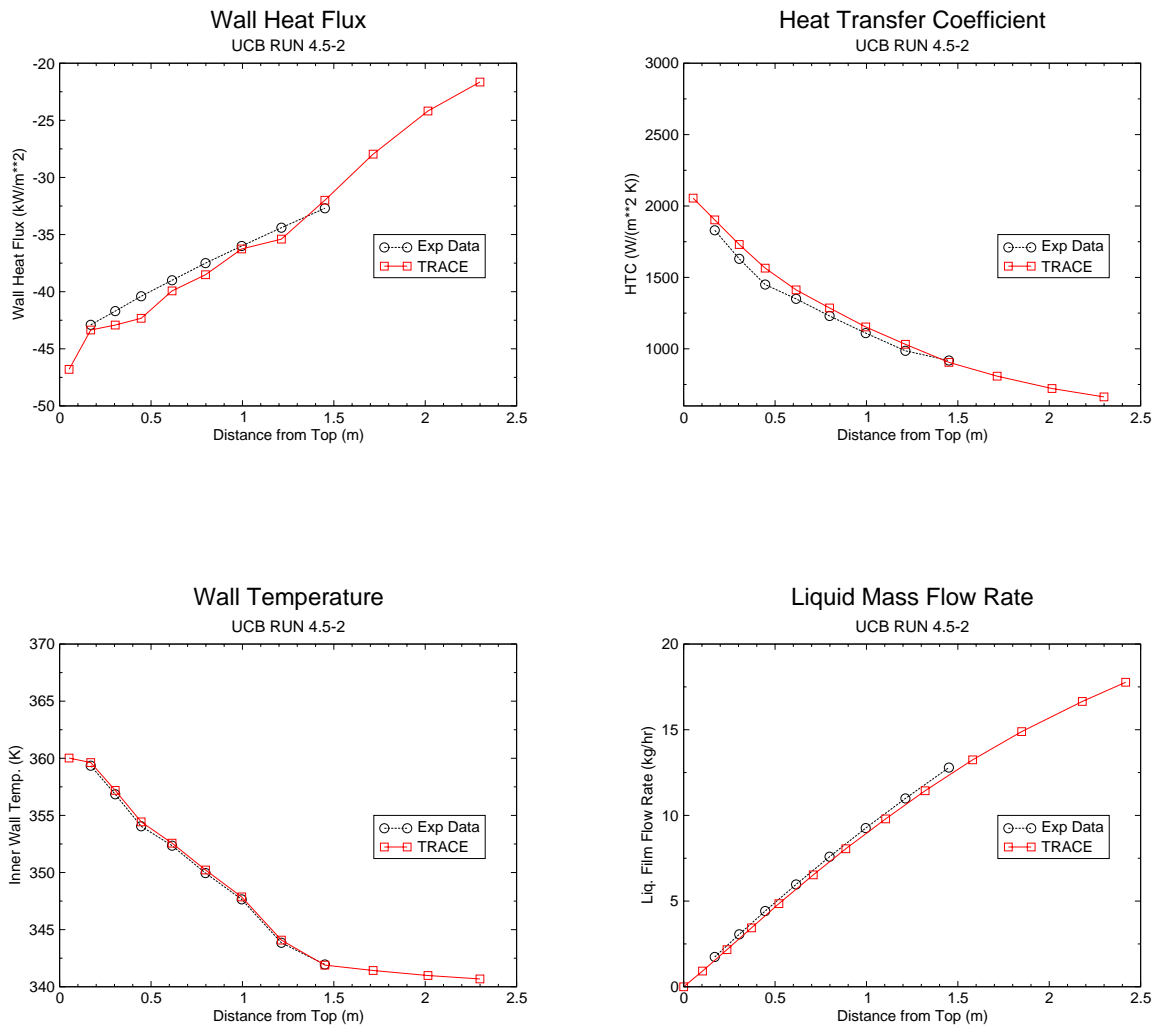 Wall Heat Flux
UCB RUN 4.5-2
-20
-25
-30
-35
-40
-45
-50
0
0.5
1
1.5
2
2.5
Wall Heat Flux (kW/m**2)
Distance from Top (m)
Exp Data
TRACE
Heat Transfer Coefficient
UCB RUN 4.5-2
3000
2500
2000
1500
1000
0
0.5
1
1.5
2
2.5
HTC (W/(m**2 K))
Distance from Top (m)
Exp Data
TRACE
Wall Temperature
UCB RUN 4.5-2
370
365
360
355
350
345
340
0
0.5
1
1.5
2
2.5
Inner Wall Temp. (K)
Distance from Top (m)
Exp Data
TRACE
Liquid Mass Flow Rate
UCB RUN 4.5-2
20
15
10
5
0
0
0.5
1
1.5
2
2.5
Liq. Film Flow Rate (kg/hr)
Distance from Top (m)
Exp Data
TRACE